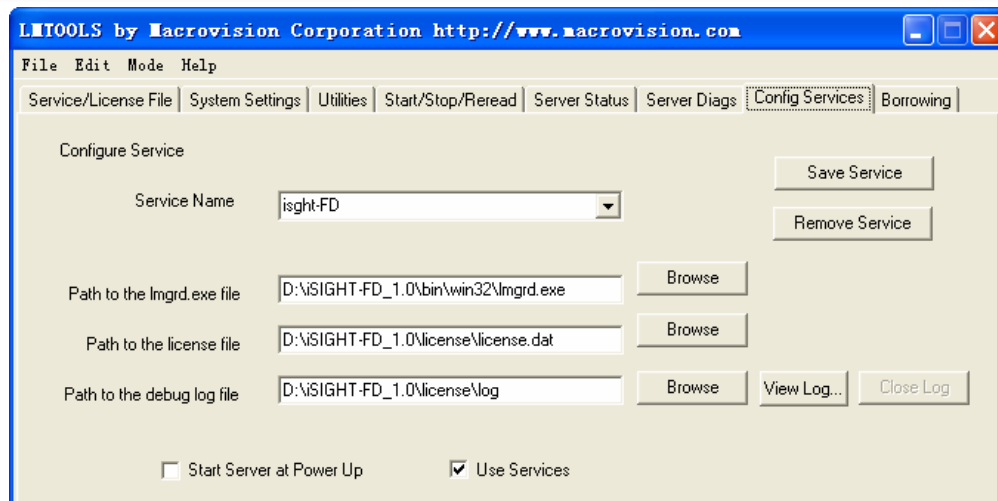 LMTOOLS by Macrovision Corporation http://www.macrovision.com
File Edit Mode Help
Service/License File System Settings Utilities Start/Stop/Reread Server Status Server Diags Config Services Borrowing
Configure Service
Save Service
Service Name isght-FD
Remove Service
Path to the lmgrd.exe file D:\iSIGHT-FD_1.0\bin\win32\lmgrd.exe Browse
Path to the license file D:\iSIGHT-FD_1.0\license\license.dat Browse
Path to the debug log file D:\iSIGHT-FD_1.0\license\log Browse View Log... Close Log
Start Server at Power Up Use Services